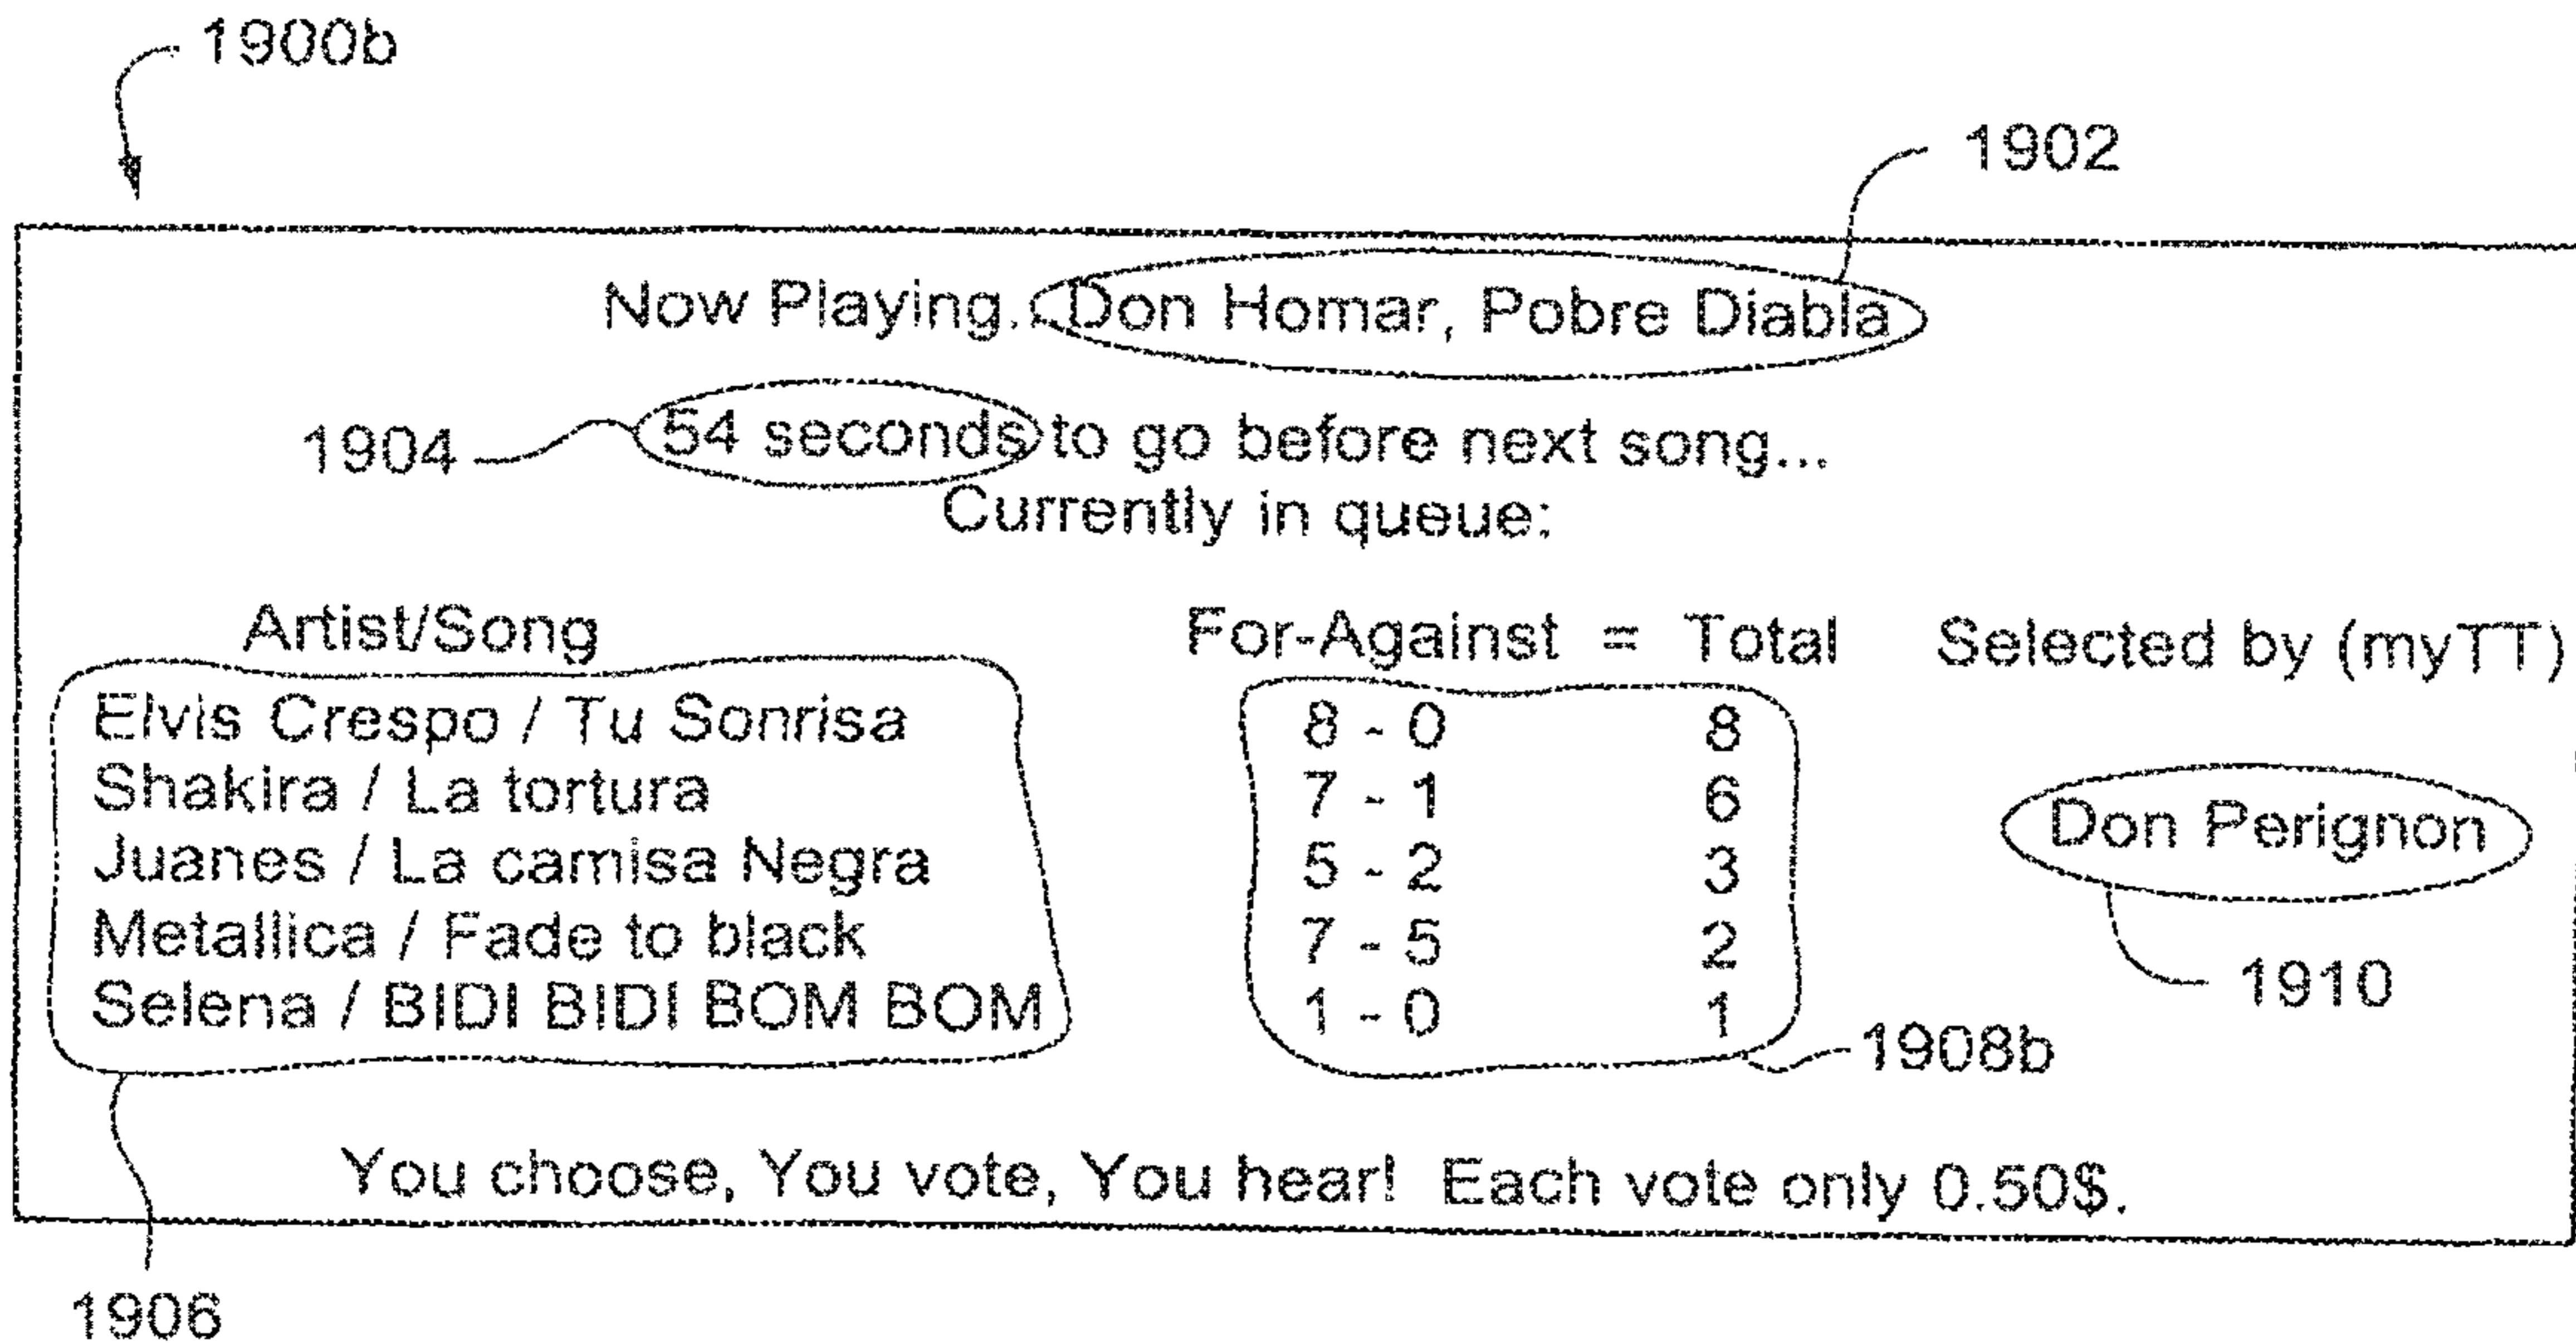 1900b
1902
Now Playing...Don Homar, Pobre Diabla
1904 54 seconds to go before next song...
Currently in queue:
Artist/Song For-Against = Total Selected by (myTT)
Elvis Crespo / Tu Sonrisa 8 - 0 8
Shakira / La tortura 7 - 1 6
Don Perignon
Juanes / La camisa Negra 5 - 2 3
Metallica / Fade to black 7 - 5 2
1910
Selena / BIDI BIDI BOM BOM 1 - 0 1
1908b
You choose, You vote, You hear! Each vote only 0.50$.
1906